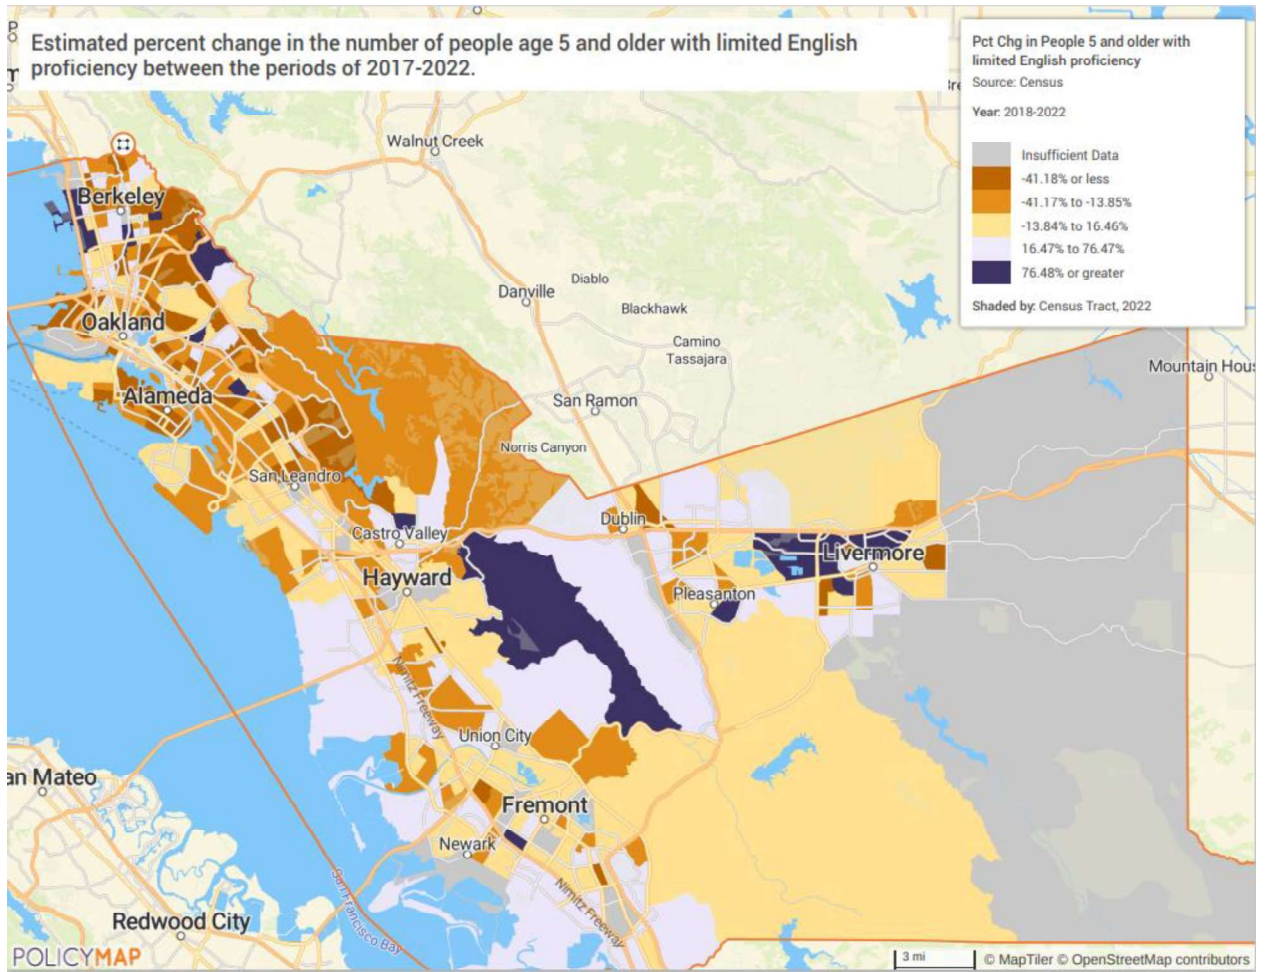 Estimated percent change in the number of people age 5 and older with limited English
proficiency between the periods of 2017-2022.
Pct Chg in People 5 and older with
limited English proficiency
Source: Census
Year: 2018-2022
Insufficient Data
-41.18% or less
-41.17% to -13.85%
-13.84% to 16.46%
16.47% to 76.47%
76.48% or greater
Shaded by: Census Tract, 2022
Walnut Creek
Berkeley
Diablo
Danville
Blackhawk
Oakland
Camino
Tassajara
Mountain Hous
Alameda
San Ramon
Norris Canyon
San Leandro
Dublin
Castro Valley
Livermore
Hayward
Pleasanton
Nimitz Freeway
Union City
an Mateo
Fremont
Newark
Nimitz Freeway
San Francisco Bay
Redwood City
POLICYMAP
3 mi
© MapTiler © OpenStreetMap contributors